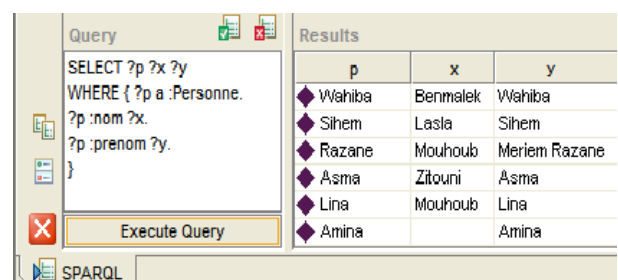 Query
SELECT ?p ?x ?y
WHERE { ?p a :Personne.
?p :nom ?x.
?p :prenom ?y.
}
Execute Query
Results
p x y
Wahiba Benmalek Wahiba
Sihem Lasla Sihem
Razane Mouhoub Meriem Razane
Asma Zitouni Asma
Lina Mouhoub Lina
Amina Amina
SPARQL